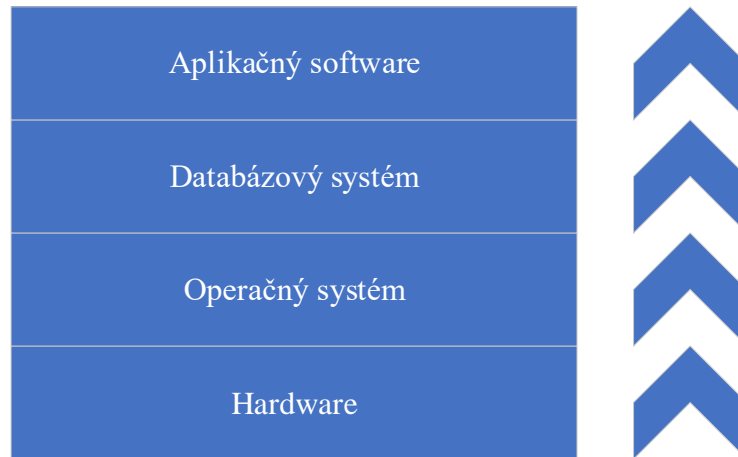 Aplikačný software
Databázový systém
Operačný systém
Hardware